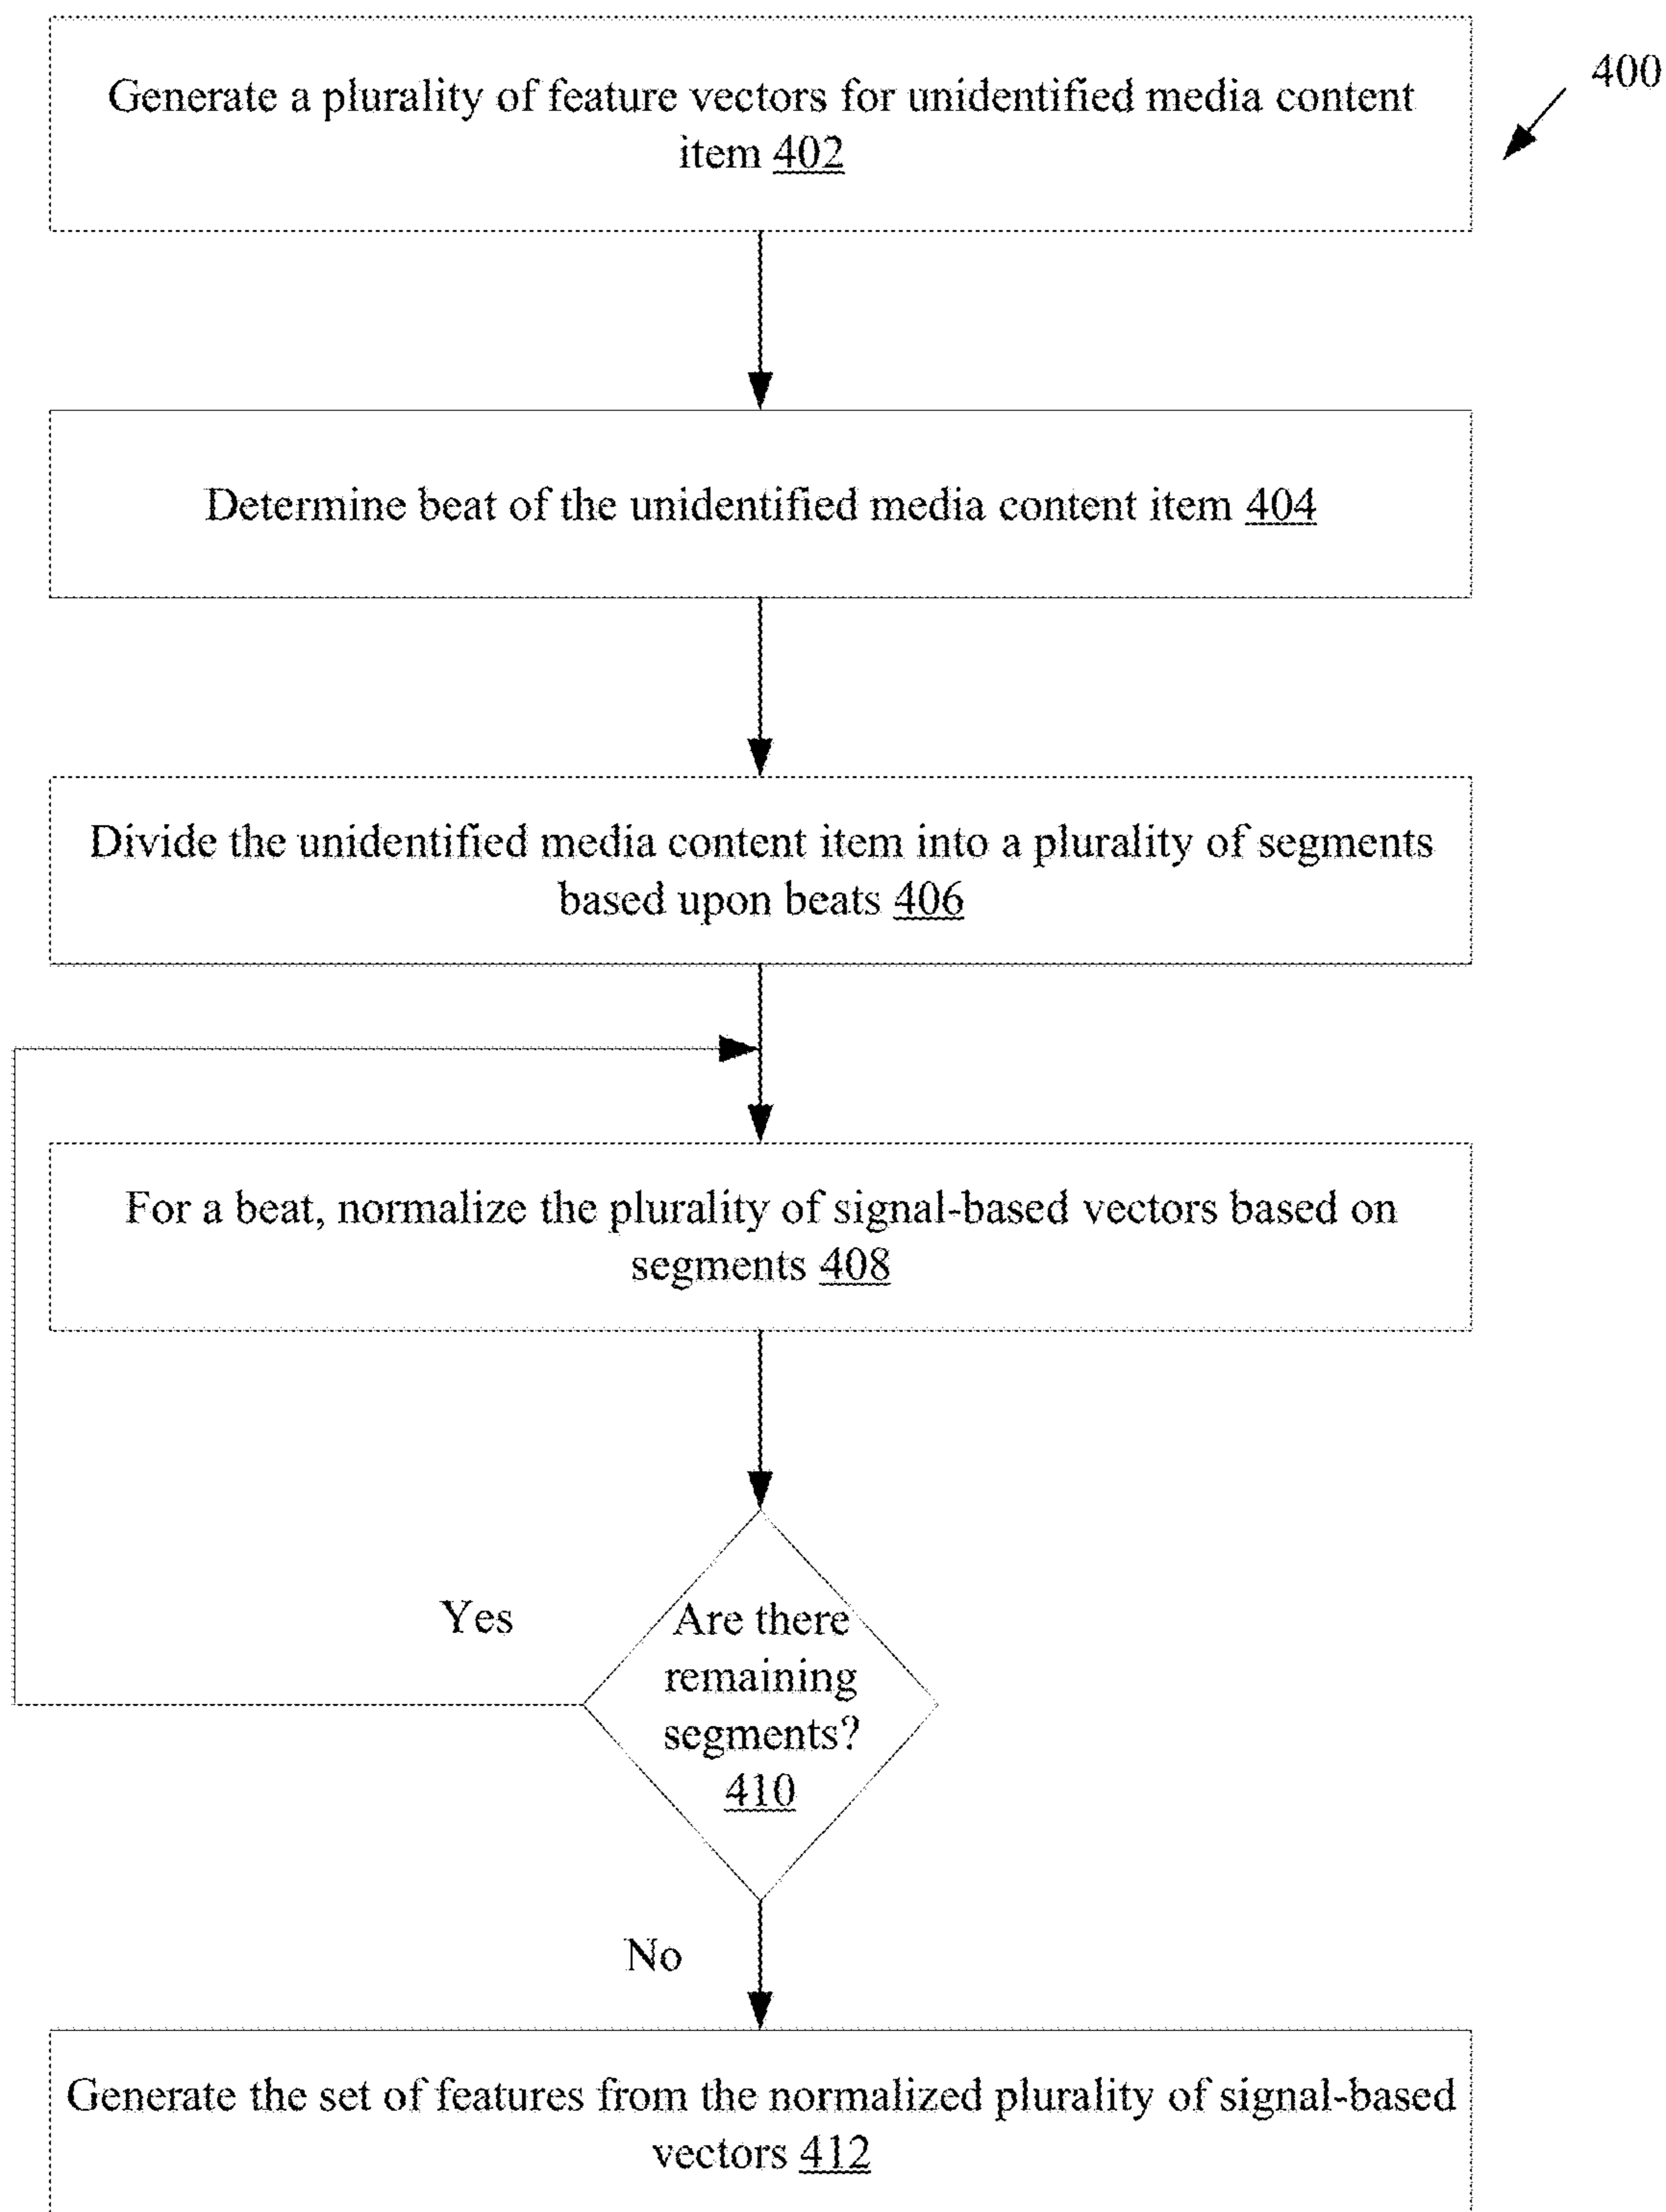 400
Generate a plurality of feature vectors for unidentified media content
item 402
Determine beat of the unidentified media content item 404
Divide the unidentified media content item into a plurality of segments
based upon beats 406
For a beat, normalize the plurality of signal-based vectors based on
segments 408
Yes
Are there
remaining
segments?
410
No
Generate the set of features from the normalized plurality of signal-based
vectors 412